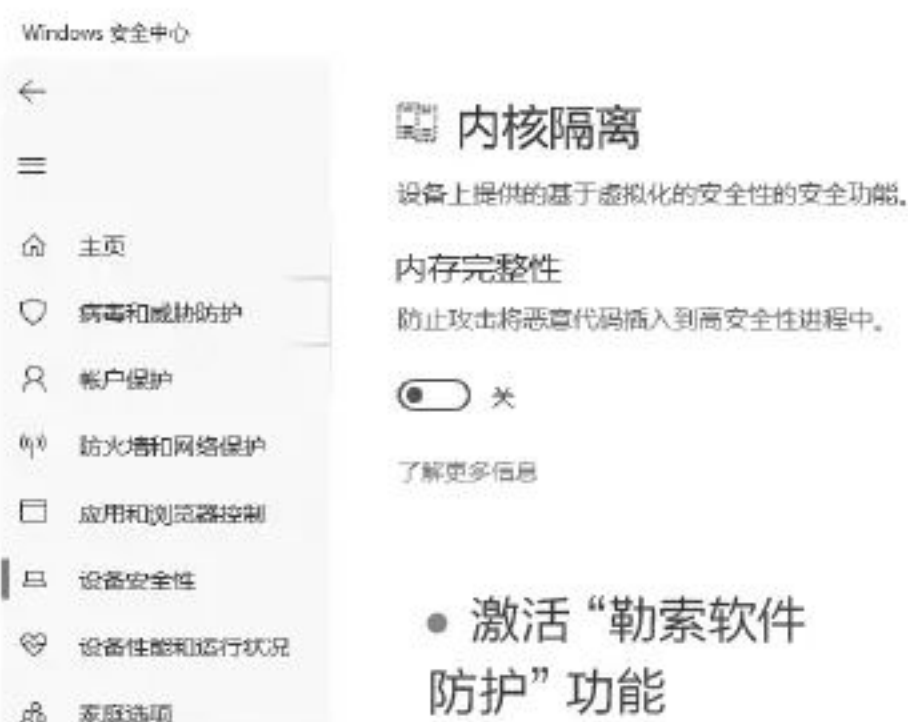 Windows 安全中心
内核隔离
设备上提供的基于虚拟化的安全性的安全功能。
内存完整性
防止攻击将恶意代码插入到高安全性进程中。
关
了解更多信息
主页
病毒和威胁防护
帐户保护
防火墙和网络保护
应用和浏览器控制
设备安全性
设备性能和运行状况
家庭选项
● 激活“勒索软件
防护”功能